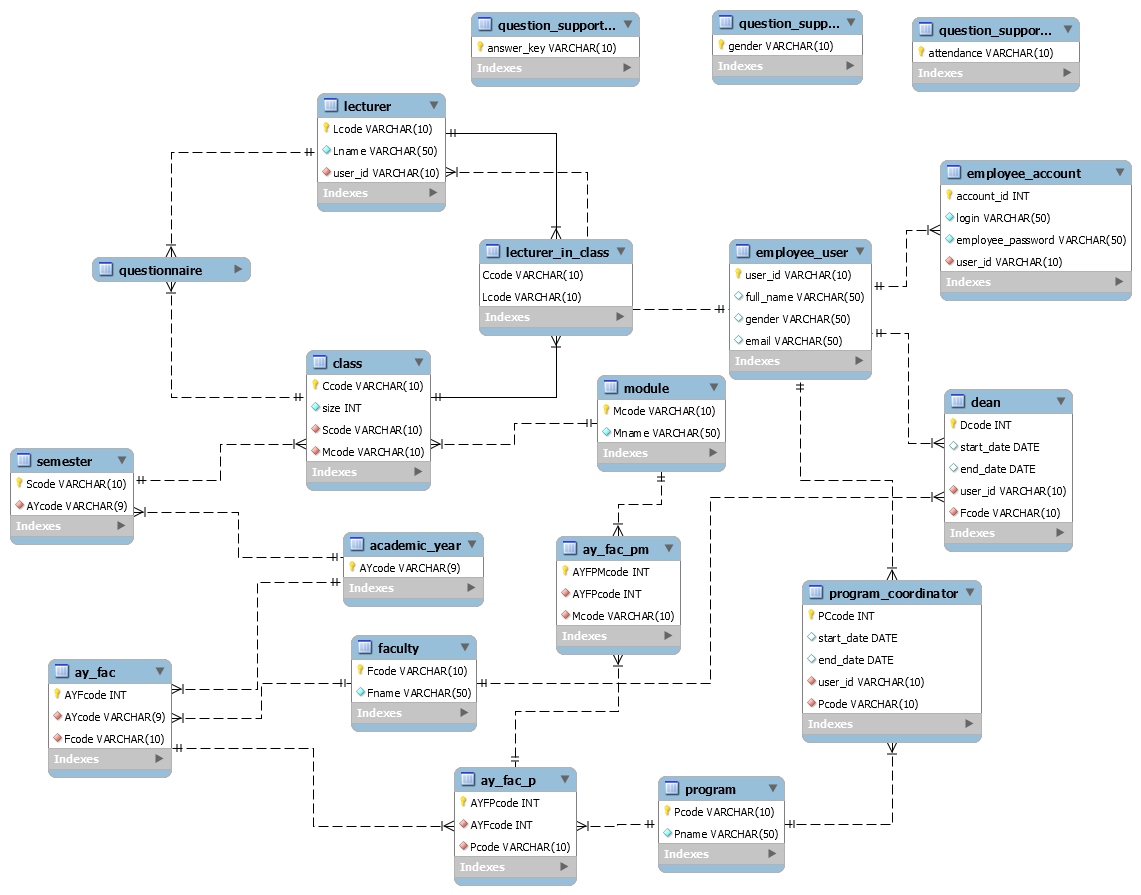 question_support...
answer_key VARCHAR(10)
Indexes
question_supp...
gender VARCHAR(10)
Indexes
question_suppor...
attendance VARCHAR(10)
Indexes
lecturer
Lcode VARCHAR(10)
Lname VARCHAR(50)
user_id VARCHAR(10)
Indexes
employee_account
account_id INT
login VARCHAR(50)
employee_password VARCHAR(50)
user_id VARCHAR(10)
Indexes
questionnaire
lecturer_in_class
Ccode VARCHAR(10)
Lcode VARCHAR(10)
Indexes
employee_user
user_id VARCHAR(10)
full_name VARCHAR(50)
gender VARCHAR(50)
email VARCHAR(50)
Indexes
class
Ccode VARCHAR(10)
size INT
Scode VARCHAR(10)
Mcode VARCHAR(10)
Indexes
module
Mcode VARCHAR(10)
Mname VARCHAR(50)
Indexes
dean
Dcode INT
start_date DATE
end_date DATE
user_id VARCHAR(10)
Fcode VARCHAR(10)
Indexes
semester
Scode VARCHAR(10)
AYcode VARCHAR(9)
Indexes
academic_year
AYcode VARCHAR(9)
Indexes
ay_fac_pm
AYFPMcode INT
AYFPcode INT
Mcode VARCHAR(10)
Indexes
program_coordinator
PCcode INT
start_date DATE
end_date DATE
user_id VARCHAR(10)
Pcode VARCHAR(10)
Indexes
faculty
Fcode VARCHAR(10)
Fname VARCHAR(50)
Indexes
ay_fac
AYFcode INT
AYcode VARCHAR(9)
Fcode VARCHAR(10)
Indexes
ay_fac_p
AYFPcode INT
AYFcode INT
Pcode VARCHAR(10)
Indexes
program
Pcode VARCHAR(10)
Pname VARCHAR(50)
Indexes